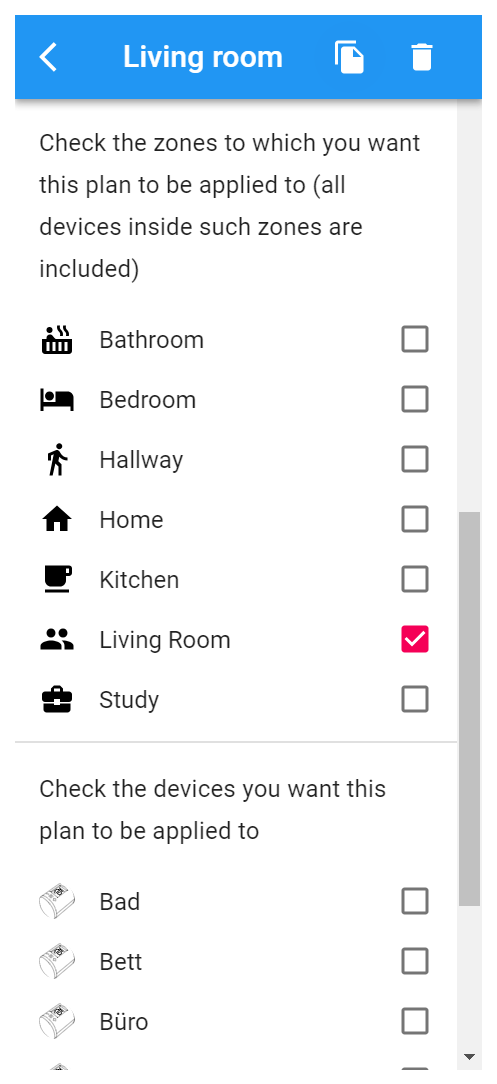 Living room
Check the zones to which you want
this plan to be applied to (all
devices inside such zones are
included)
Bathroom
Bedroom
Hallway
Home
Kitchen
Living Room
Study
Check the devices you want this
plan to be applied to
Bad
Bett
Büro